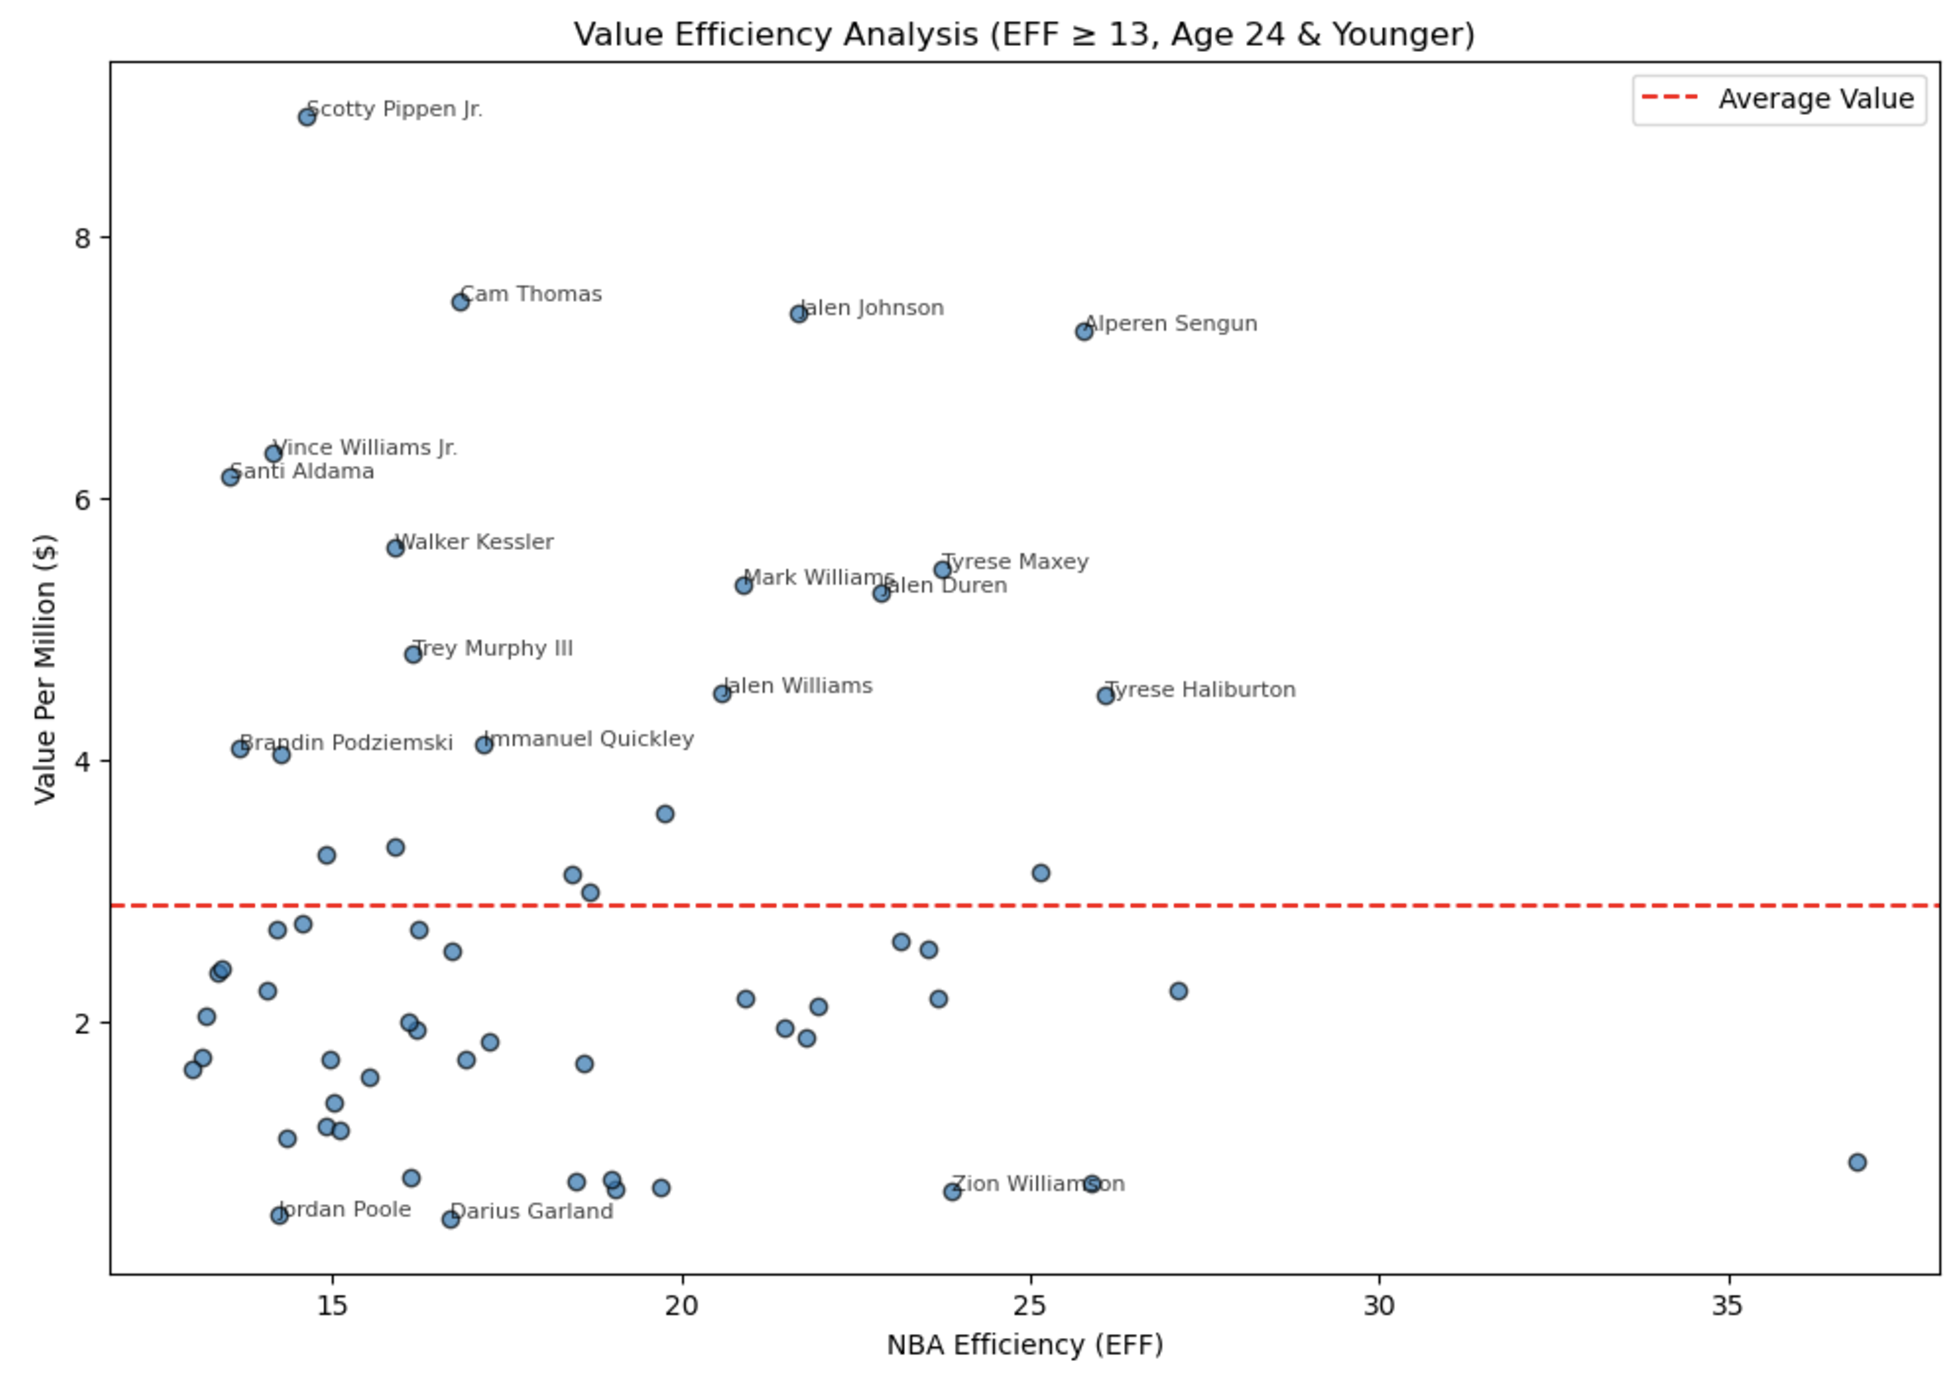 Value Efficiency Analysis (EFF ≥ 13, Age 24 & Younger)
Average Value
Scotty Pippen Jr.
8
Cam Thomas
Jalen Johnson
Alperen Sengun
Vince Williams Jr.
Santi Aldama
6
Walker Kessler
Tyrese Maxey
Mark Williams
Jalen Duren
Trey Murphy III
Jalen Williams
Tyrese Haliburton
Brandin Podziemski
Immanuel Quickley
4
Value Per Million ($)
2
Zion Williamson
Jordan Poole
Darius Garland
15 20 25 30 35
NBA Efficiency (EFF)